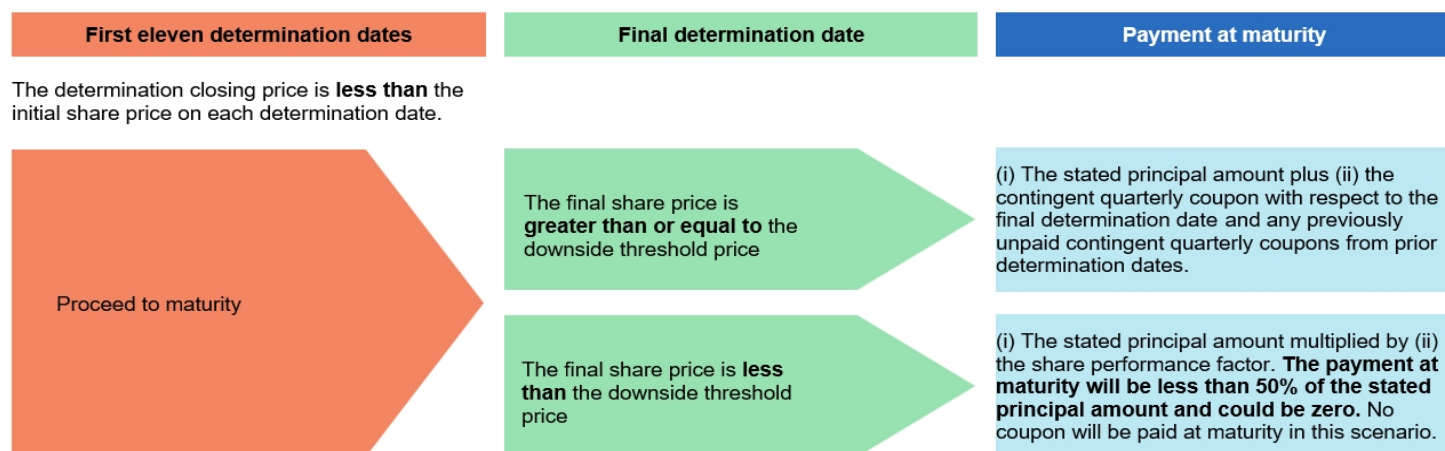 First eleven determination dates
Final determination date
Payment at maturity
The determination closing price is less than the
initial share price on each determination date.
Proceed to maturity
The final share price is
greater than or equal to the
downside threshold price
(i) The stated principal amount plus (ii) the
contingent quarterly coupon with respect to the
final determination date and any previously
unpaid contingent quarterly coupons from prior
determination dates.
The final share price is less
than the downside threshold
price
(i) The stated principal amount multiplied by (ii)
the share performance factor. The payment at
maturity will be less than 50% of the stated
principal amount and could be zero. No
coupon will be paid at maturity in this scenario.